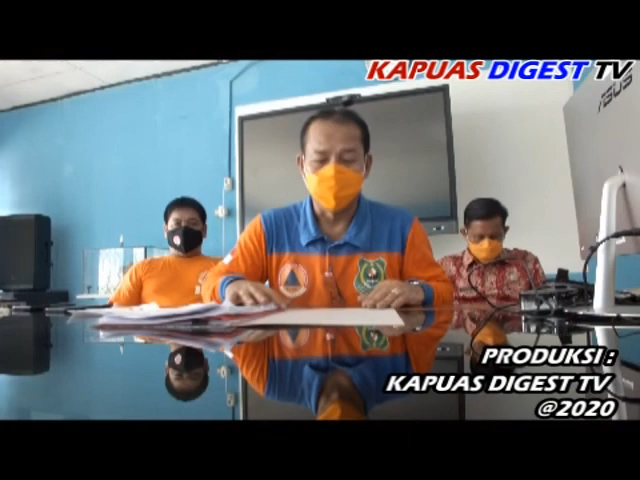 KAPUAS DIGEST TV
ASUS
PRODUKSI :
KAPUAS DIGEST TV
@2020